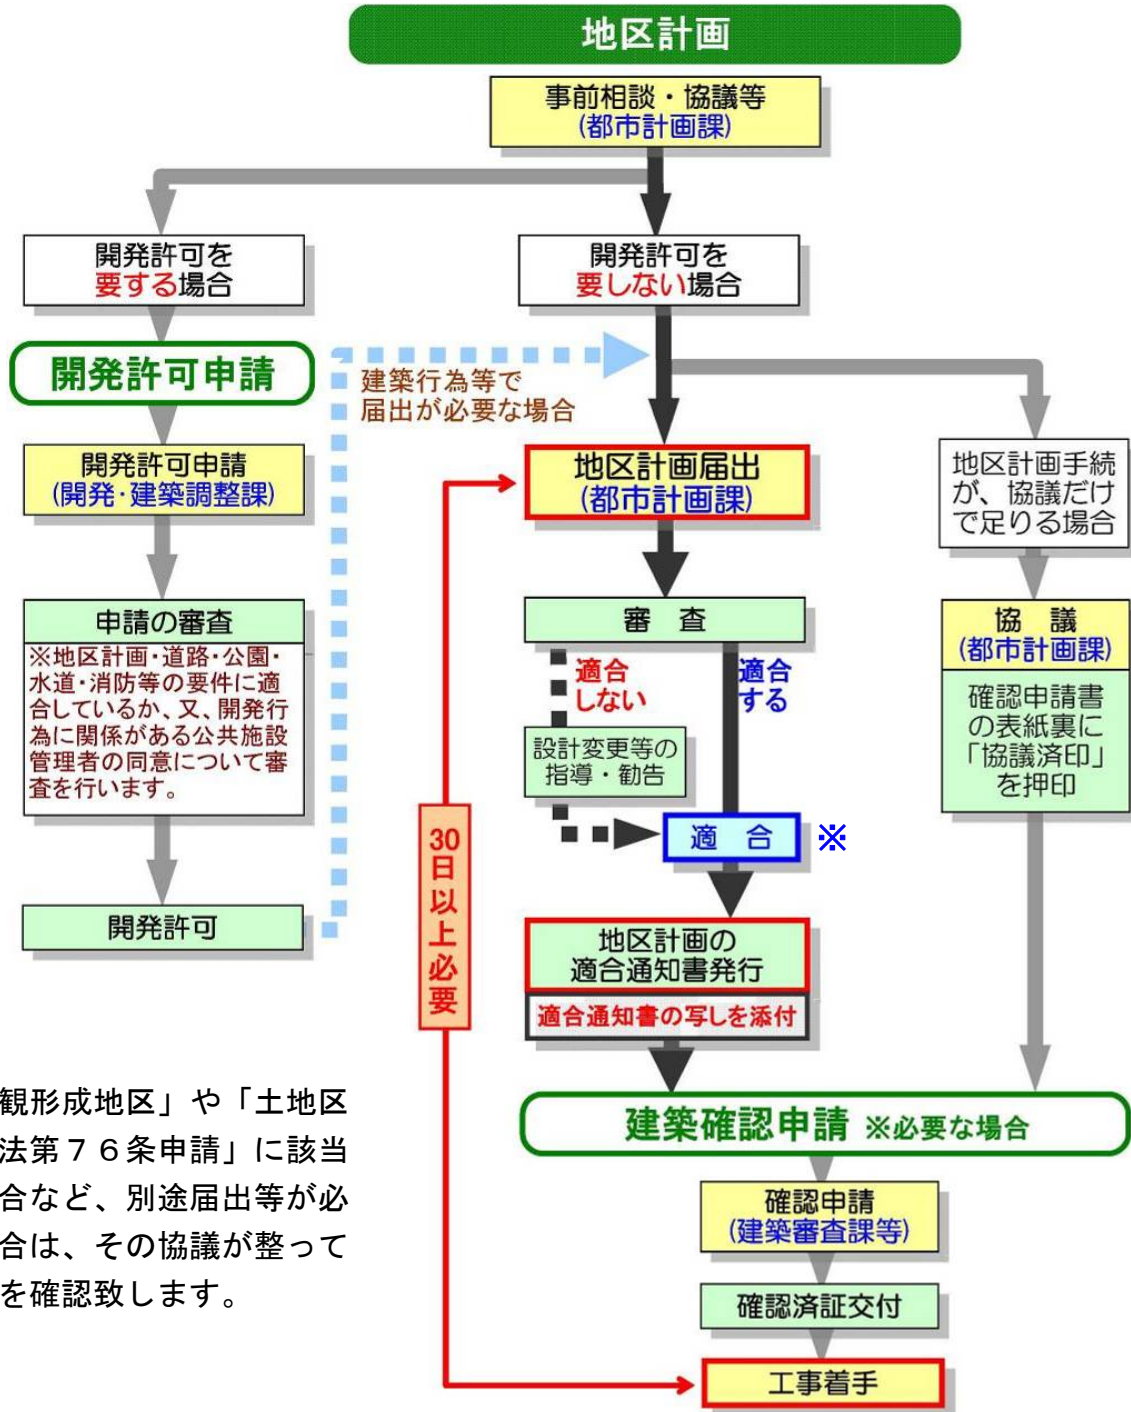 地区計画
事前相談・協議等
(都市計画課)
開発許可を
要する場合
開発許可を
要しない場合
開発許可申請
建築行為等で
届出が必要な場合
開発許可申請
(開発・建築調整課)
地区計画届出
(都市計画課)
地区計画手続
が、協議だけ
で足りる場合
申請の審査
※地区計画・道路・公園・
水道・消防等の要件に適
合しているか、又、開発行
為に関係がある公共施設
管理者の同意について審
査を行います。
審 査
適合
しない
適合
する
設計変更等の
指導・勧告
協 議
(都市計画課)
確認申請書
の表紙裏に
「協議済印」
を押印
適 合
※
30
日
以
上
必
要
開発許可
地区計画の
適合通知書発行
適合通知書の写しを添付
観形成地区」や「土地区
法第76条申請」に該当
合など、別途届出等が必
合は、その協議が整って
を確認致します。
建築確認申請 ※必要な場合
確認申請
(建築審査課等)
確認済証交付
工事着手